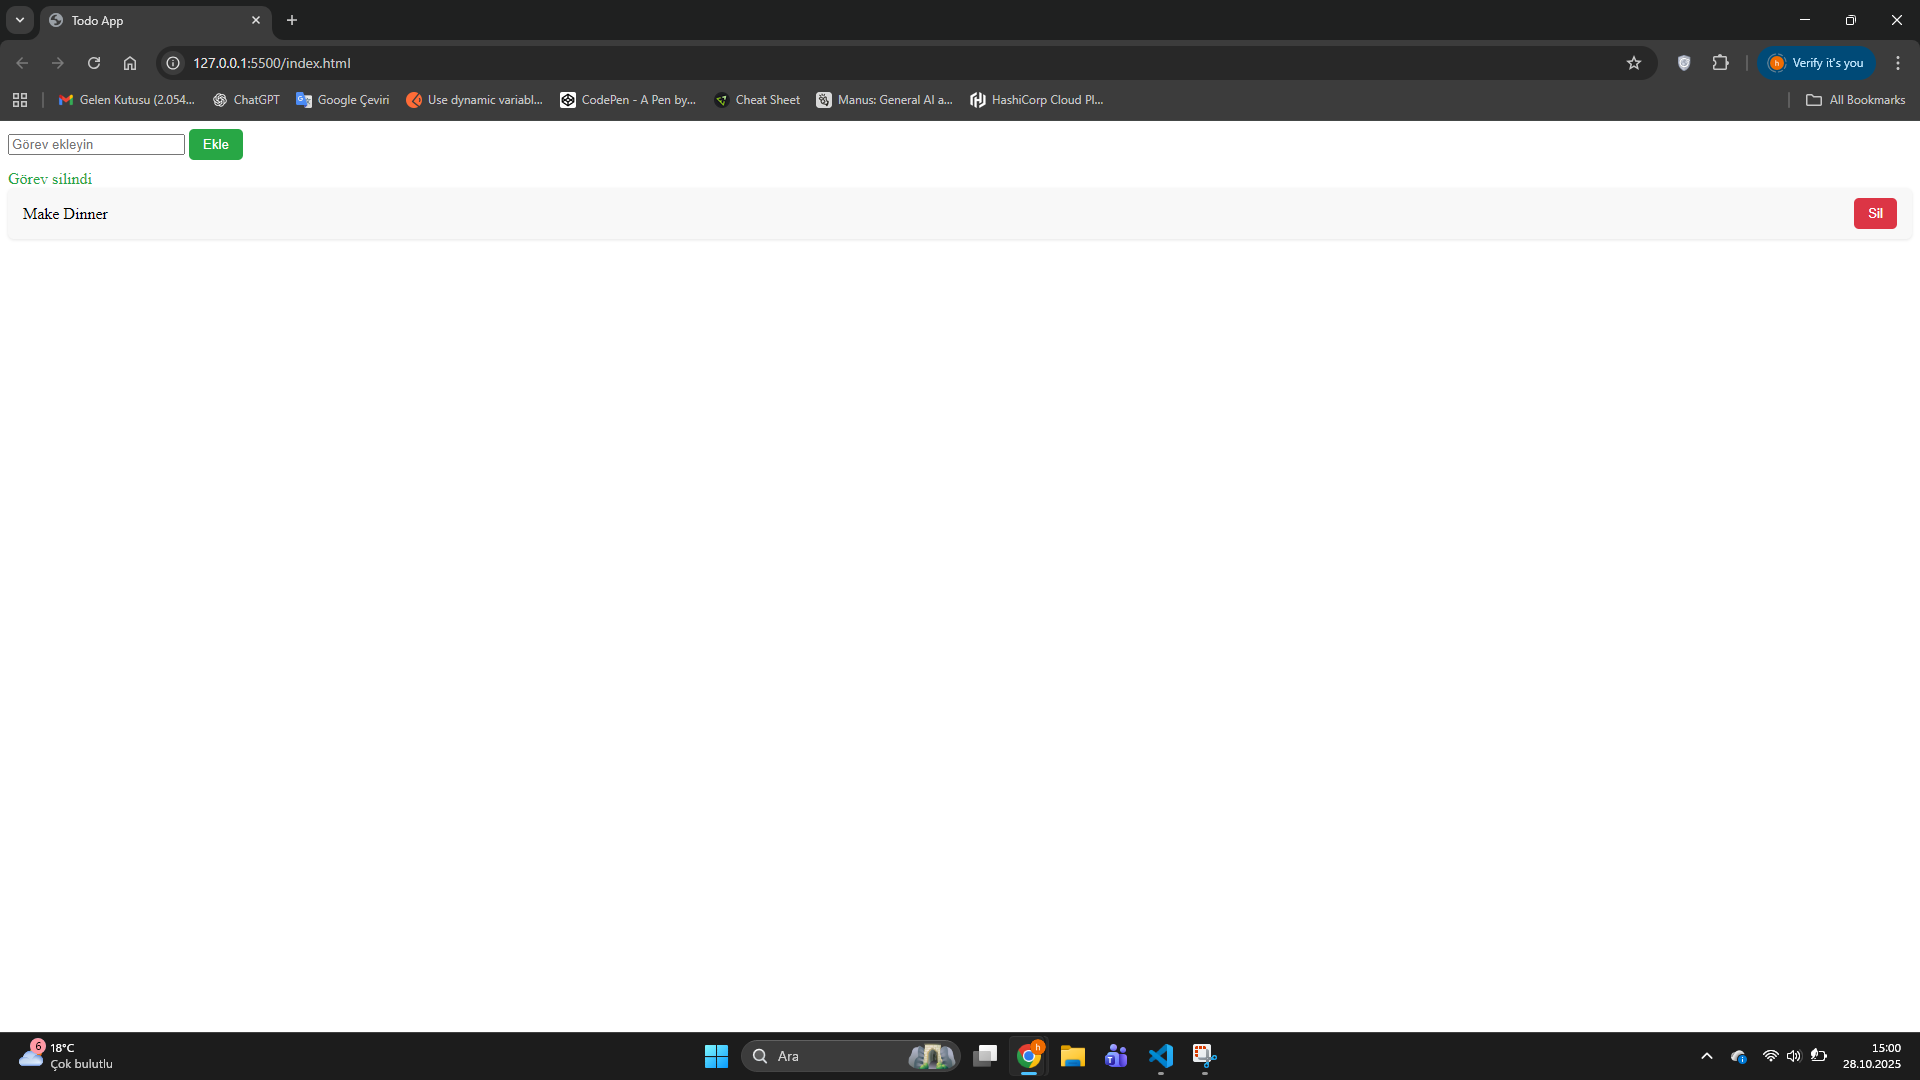 Todo App
127.0.0.1:5500/index.html
Verify it's you
Gelen Kutusu (2.054...
ChatGPT
Google Çeviri
Use dynamic variabl...
CodePen - A Pen by...
Cheat Sheet
Manus: General AI a...
HashiCorp Cloud Pl...
All Bookmarks
Görev ekleyin
Ekle
Görev silindi
Make Dinner
Sil
6
18°C
Çok bulutlu
Ara
15:00
28.10.2025